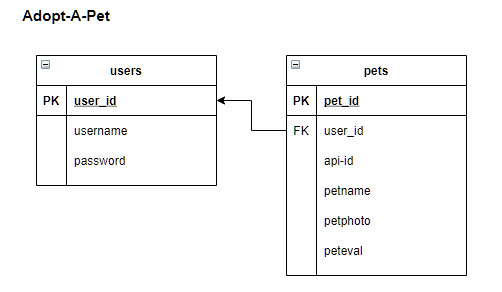 Adopt-A-Pet
users
PK user_id
username
password
pets
PK pet_id
FK user_id
api-id
petname
petphoto
peteval